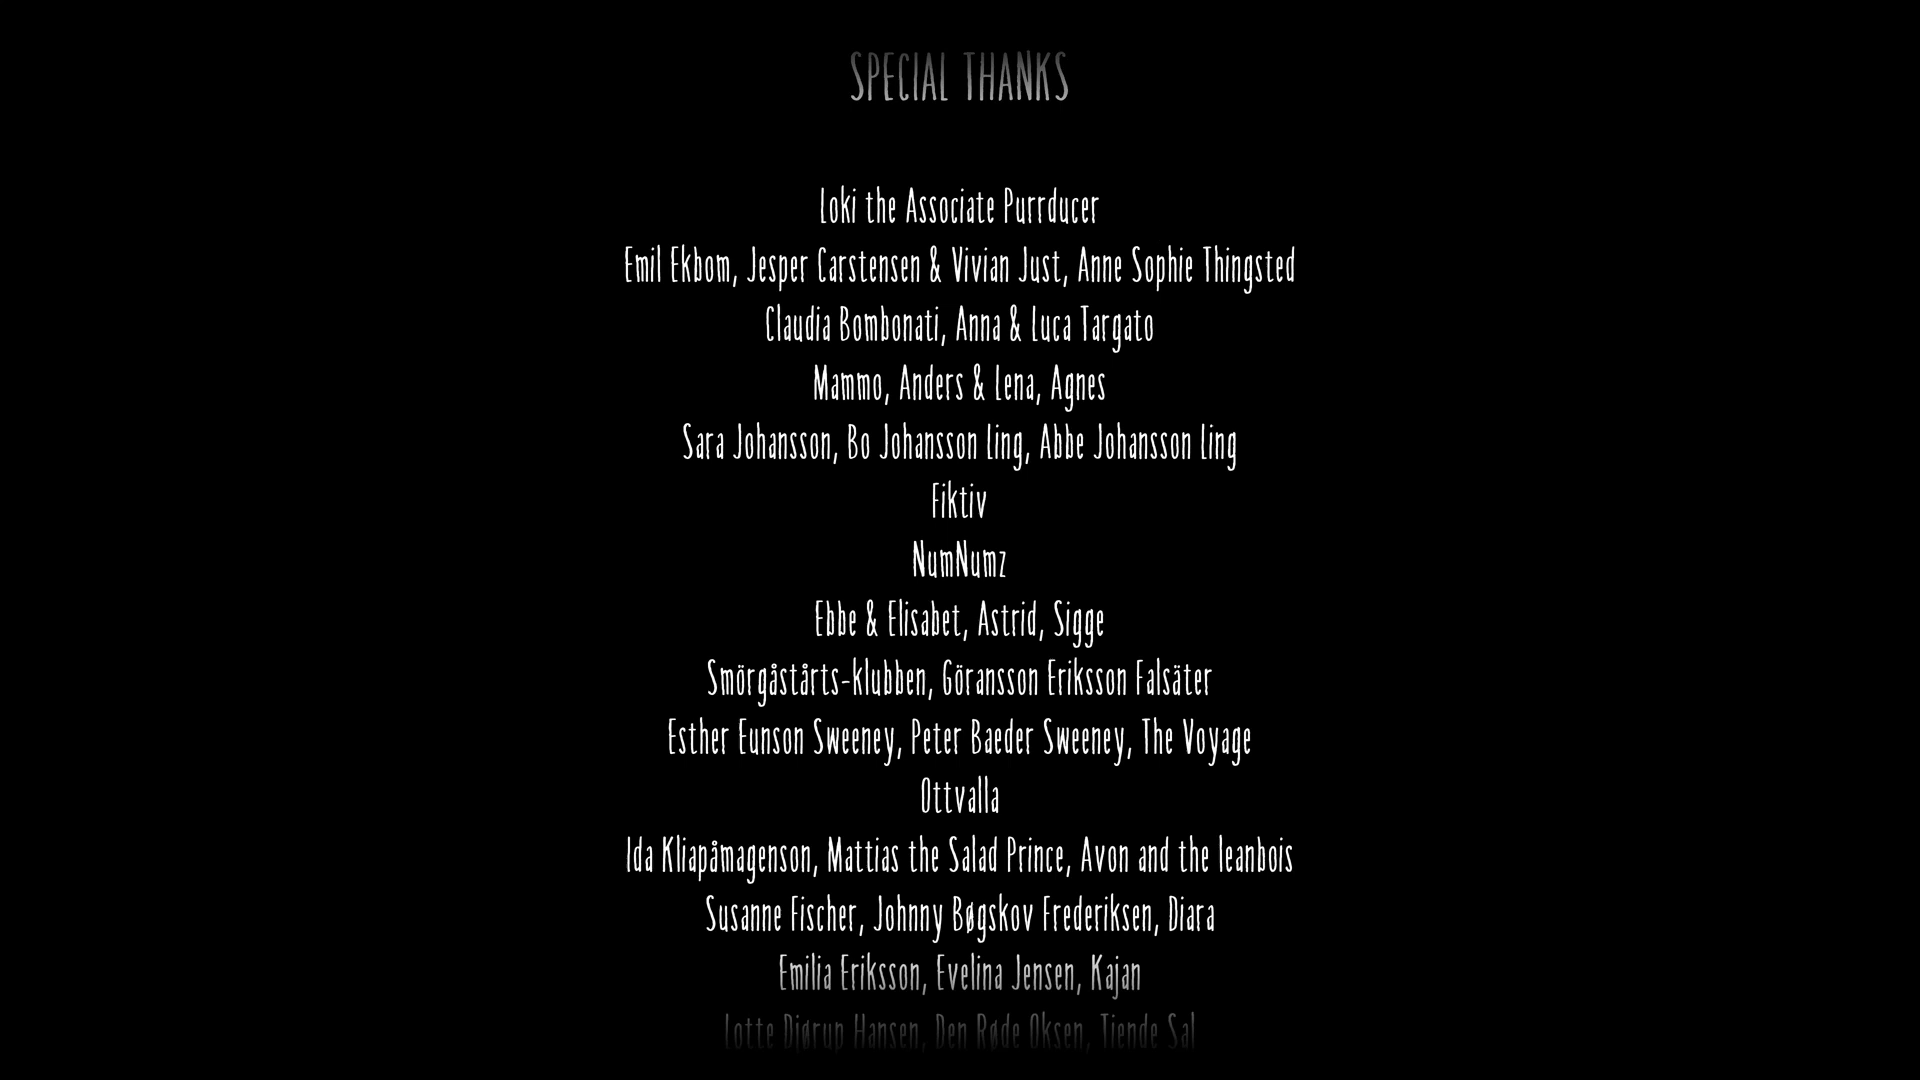 SPECIAL THANKS
Loki the Associate Purrducer
Emil Ekbom, Jesper Carstensen & Vivian Just, Anne Sophie Thingsted
Claudia Bombonati, Anna & Luca Targato
Mammo, Anders & Lena, Agnes
Sara Johansson, Bo Johansson Ling, Abbe Johansson Ling
Fiktiv
NumNumz
Ebbe & Elisabet, Astrid, Sigge
Smörgåstårts-klubben, Göransson Eriksson Falsäter
Esther Eunson Sweeney, Peter Baeder Sweeney, The Voyage
Ottvalla
Ida Kliapåmagenson, Mattias the Salad Prince, Avon and the leanbois
Susanne Fischer, Johnny Bøgskov Frederiksen, Diara
Emilia Eriksson, Evelina Jensen, Kajan
Lotte Djørup Hansen, Den Røde Oksen, Tiende Sal